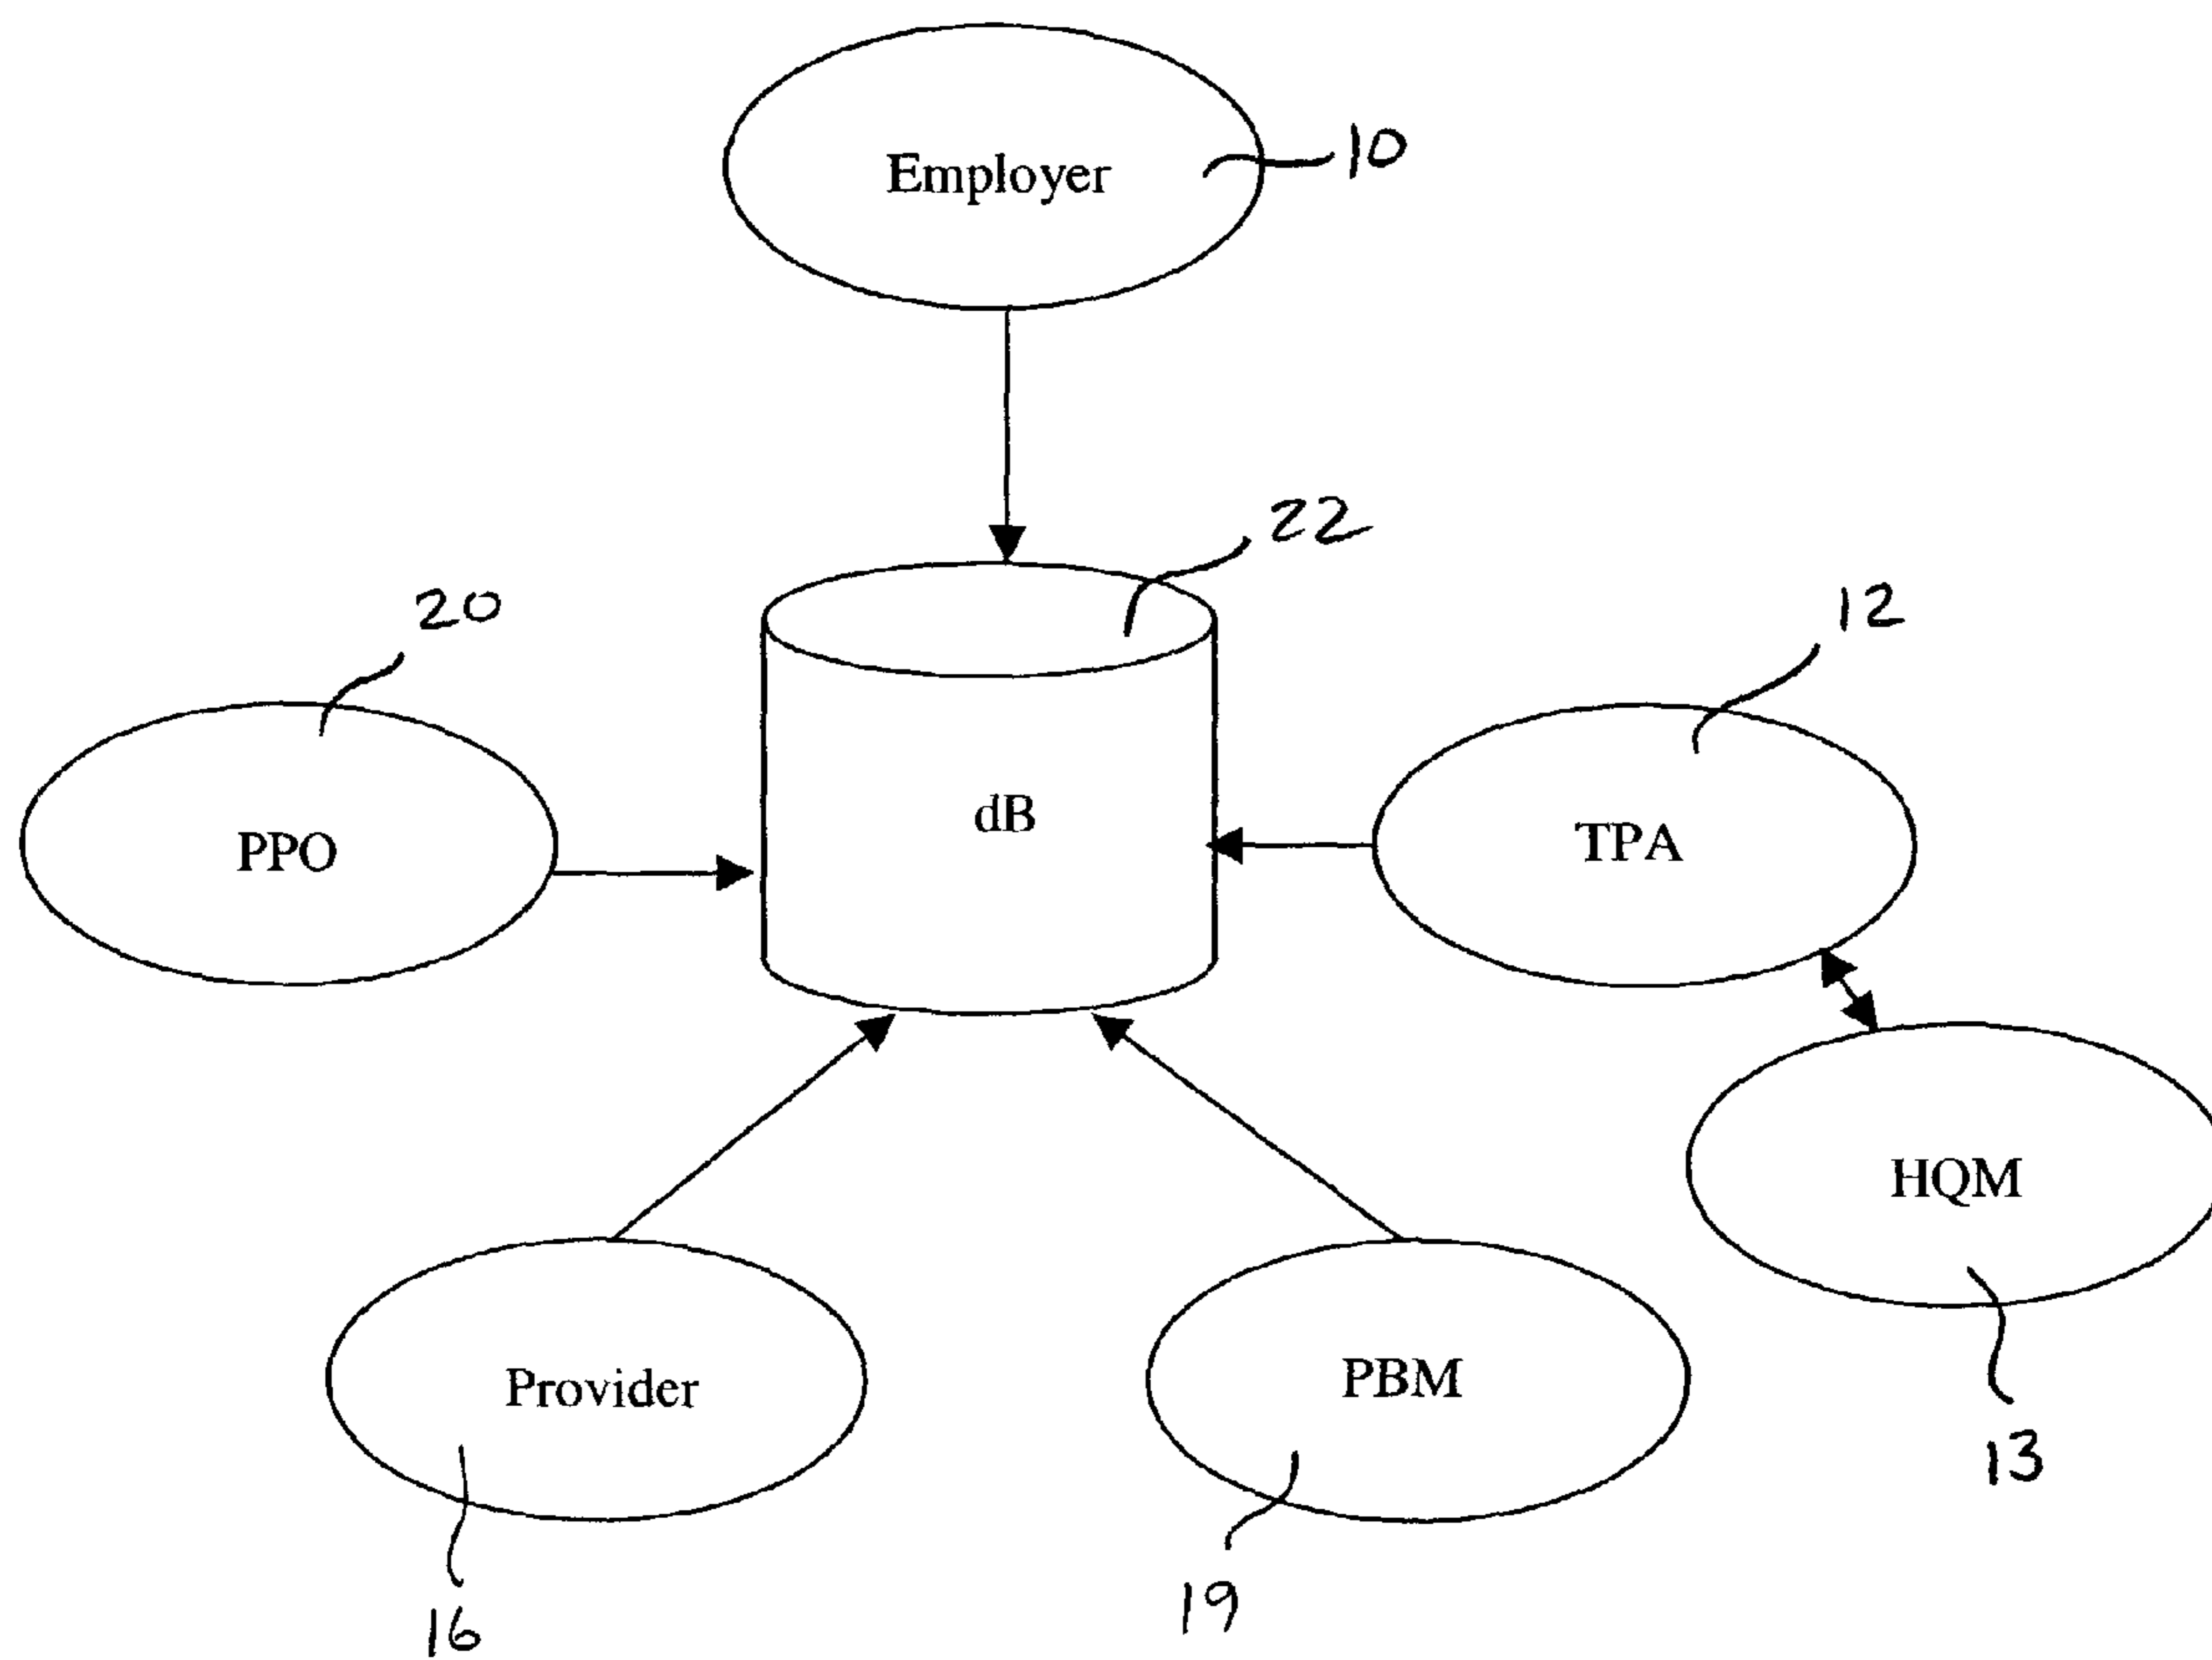 Employer
10
22
20
12
dB
PPO
TPA
HQM
Provider
PBM
13
19
16